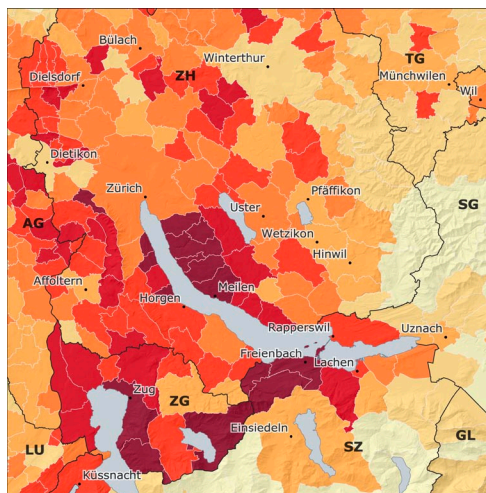 Bülach
Winterthur
TG
Dielsdorf
ZH
Münchwilen
Wil
Dietikon
Zürich
Pfäffikon
Uster
SG
AG
Wetzikon
Hinwil
Affoltern
Meilen
Horgen
Rapperswil
Uznach
Freienbach
Lachen
Zug
ZG
Einsiedeln
LU
SZ
GL
Küssnacht